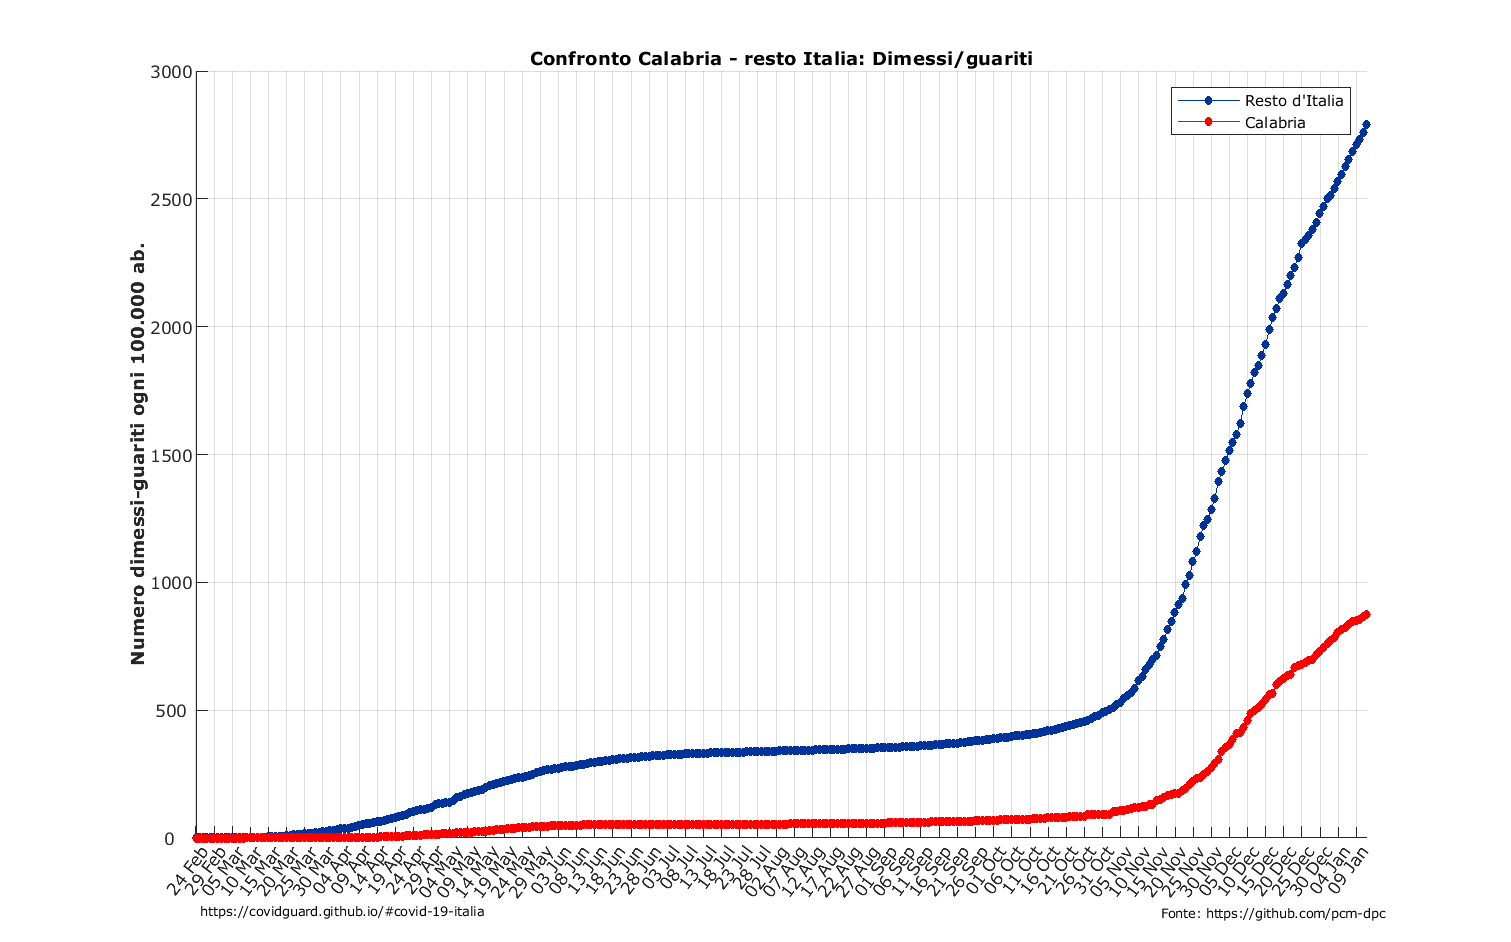 Confronto Calabria - resto Italia: Dimessi/guariti
Resto d'Italia
Calabria
Numero dimessi-guariti ogni 100.000 ab.
3000
2500
2000
1500
1000
500
0
24 Feb
29 Feb
05 Mar
10 Mar
15 Mar
20 Mar
25 Mar
30 Mar
04 Apr
09 Apr
14 Apr
19 Apr
24 Apr
29 Apr
04 May
09 May
14 May
19 May
24 May
29 May
03 Jun
08 Jun
13 Jun
18 Jun
23 Jun
28 Jun
03 Jul
08 Jul
13 Jul
18 Jul
23 Jul
28 Jul
02 Aug
07 Aug
12 Aug
17 Aug
22 Aug
27 Aug
01 Sep
06 Sep
11 Sep
16 Sep
21 Sep
26 Sep
01 Oct
06 Oct
11 Oct
16 Oct
21 Oct
26 Oct
31 Oct
05 Nov
10 Nov
15 Nov
20 Nov
25 Nov
30 Nov
05 Dec
10 Dec
15 Dec
20 Dec
25 Dec
30 Dec
04 Jan
09 Jan
https://covidguard.github.io/#covid-19-italia
Fonte: https://github.com/pcm-dpc